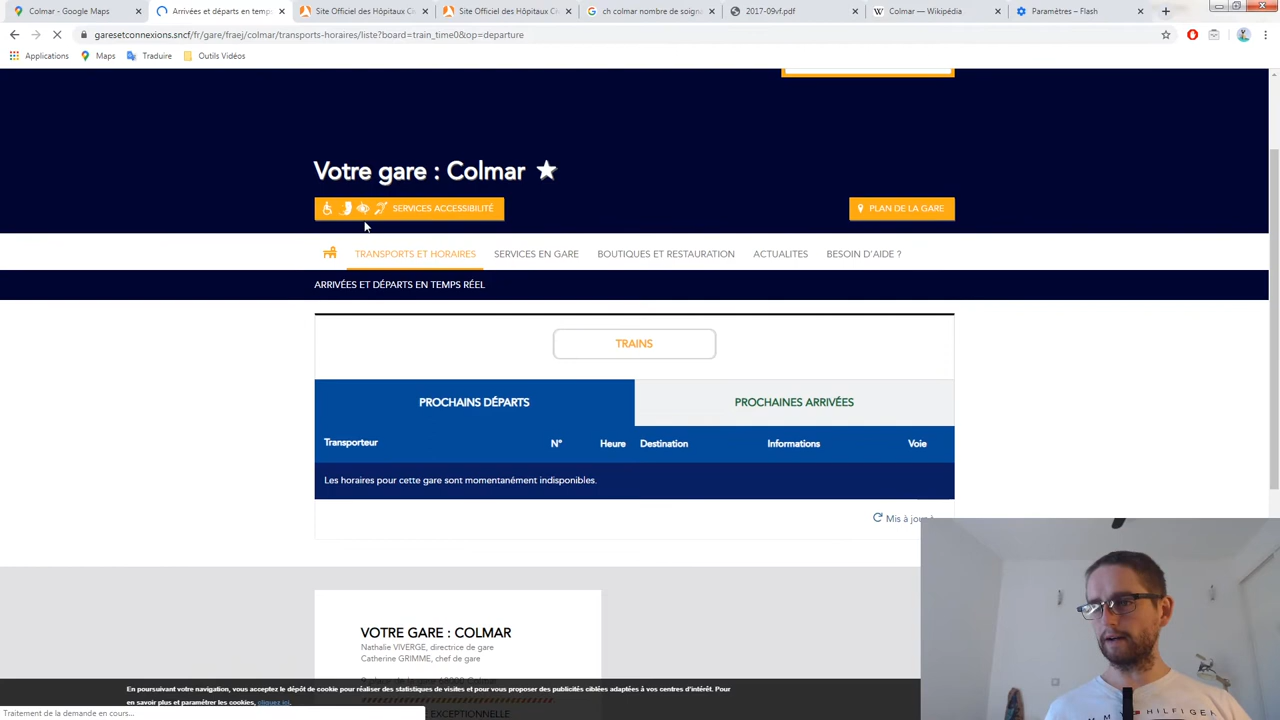 Colmar - Google Maps
Arrivées et départs en temps
Site Officiel des Hôpitaux Ci
Site Officiel des Hôpitaux C
ch colmar nombre de soigna
2017-09vf.pdf
Colmar — Wikipédia
Paramètres – Flash
garesetconnexions.sncf/fr/gare/fraej/colmar/transports-horaires/liste?board=train_time0&op=departure
Applications
Maps
Traduire
Outils Vidéos
Votre gare : Colmar
SERVICES ACCESSIBILITÉ
PLAN DE LA GARE
TRANSPORTS ET HORAIRES
SERVICES EN GARE
BOUTIQUES ET RESTAURATION
ACTUALITES
BESOIN D'AIDE ?
ARRIVÉES ET DÉPARTS EN TEMPS RÉEL
TRAINS
PROCHAINS DÉPARTS
PROCHAINES ARRIVÉES
Transporteur
N°
Heure
Destination
Informations
Voie
Les horaires pour cette gare sont momentanément indisponibles.
Mis à jour
VOTRE GARE : COLMAR
Nathalie VIVERGE, directrice de gare
Catherine GRIMME, chef de gare
En poursuivant votre navigation, vous acceptez le dépôt de cookie pour réaliser des statistiques de visites et pour vous proposer des publicités ciblées adaptées à vos centres d'intérêt. Pour
en savoir plus et paramétrer les cookies, cliquez ici.
Traitement de la demande en cours...
EXCEPTIONNELLE